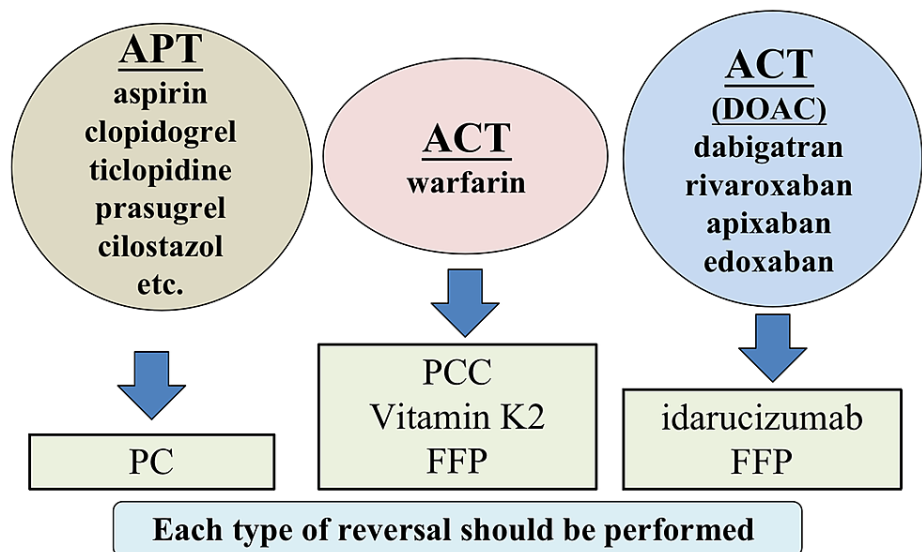 APT
aspirin
clopidogrel
ticlopidine
prasugrel
cilostazol
etc.
PC
ACT
warfarin
PCC
Vitamin K2
FFP
ACT
(DOAC)
dabigatran
rivaroxaban
apixaban
edoxaban
idarucizumab
FFP
Each type of reversal should be performed